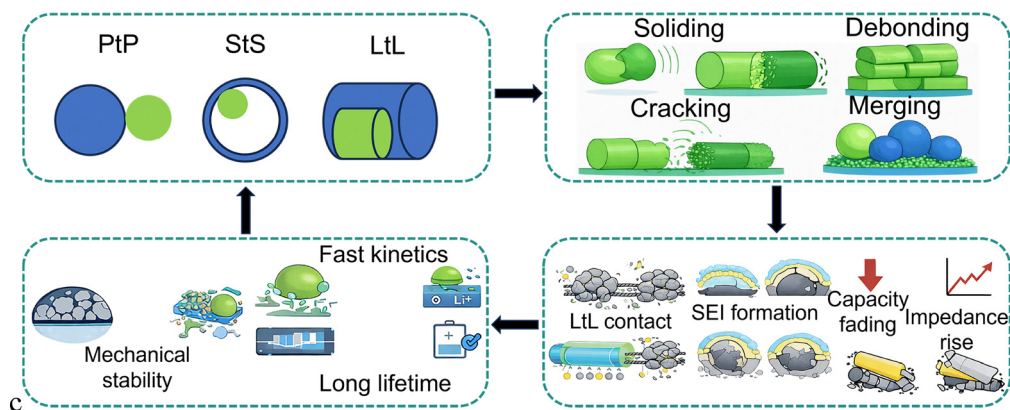 PtP
StS
LtL
Soliding
Debonding
Cracking
Merging
LtL contact
SEI formation
Capacity
fading
Impedance
rise
Fast kinetics
Li+
Mechanical
stability
Long lifetime
c